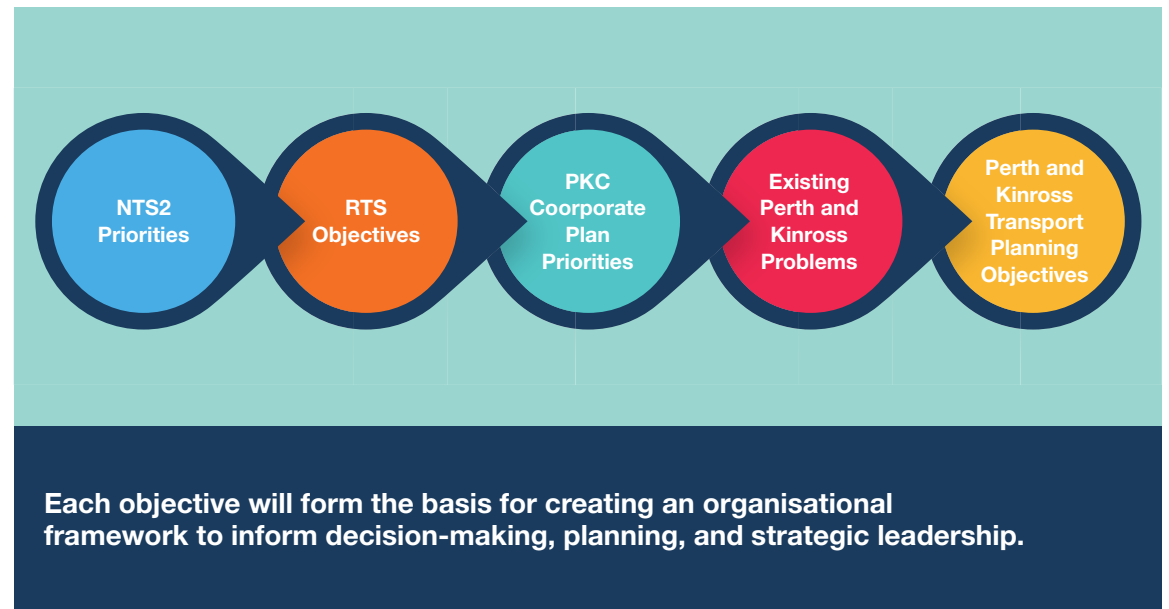 NTS2
Priorities
RTS
Objectives
PKC
Coorporate
Plan
Priorities
Existing
Perth and
Kinross
Problems
Perth and
Kinross
Transport
Planning
Objectives
Each objective will form the basis for creating an organisational
framework to inform decision-making, planning, and strategic leadership.